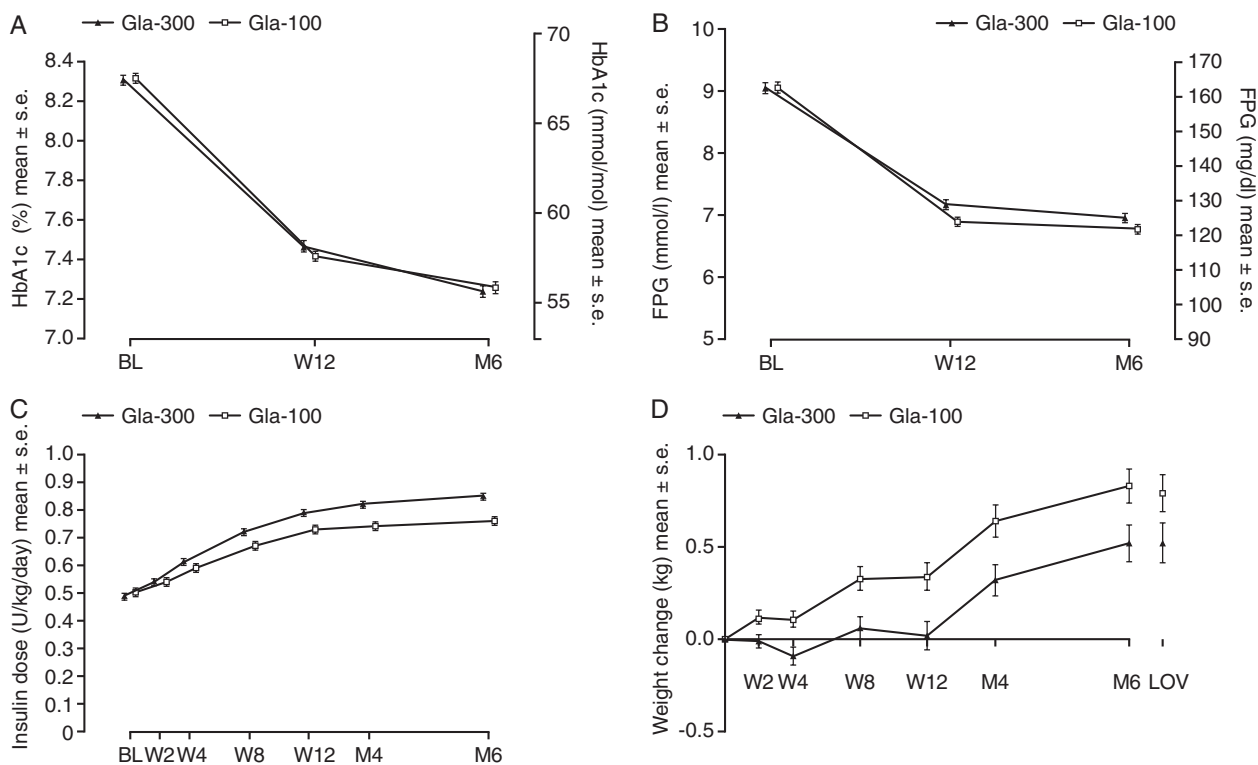 A
Gla-300 Gla-100
HbA1c (%) mean ± s.e.
8.4
8.2
8.0
7.8
7.6
7.4
7.2
7.0
70
65
60
55
HbA1c
(mmol/mol) mean ± s.e.
BL W12 M6
B
Gla-300 Gla-100
FPG (mmol/l) mean ± s.e.
10
9
8
7
6
5
170
160
150
140
130
120
110
100
90
FPG
(mg/dl) mean ± s.e.
BL W12 M6
C
Gla-300 Gla-100
Insulin dose (U/kg/day) mean ± s.e.
1.0
0.9
0.8
0.7
0.6
0.5
0.4
0.3
0.2
0.1
0
BL W2 W4 W8 W12 M4 M6
D
Gla-300 Gla-100
Weight change (kg) mean ± s.e.
1.0
0.5
0.0
-0.5
W2 W4 W8 W12 M4 M6 LOV